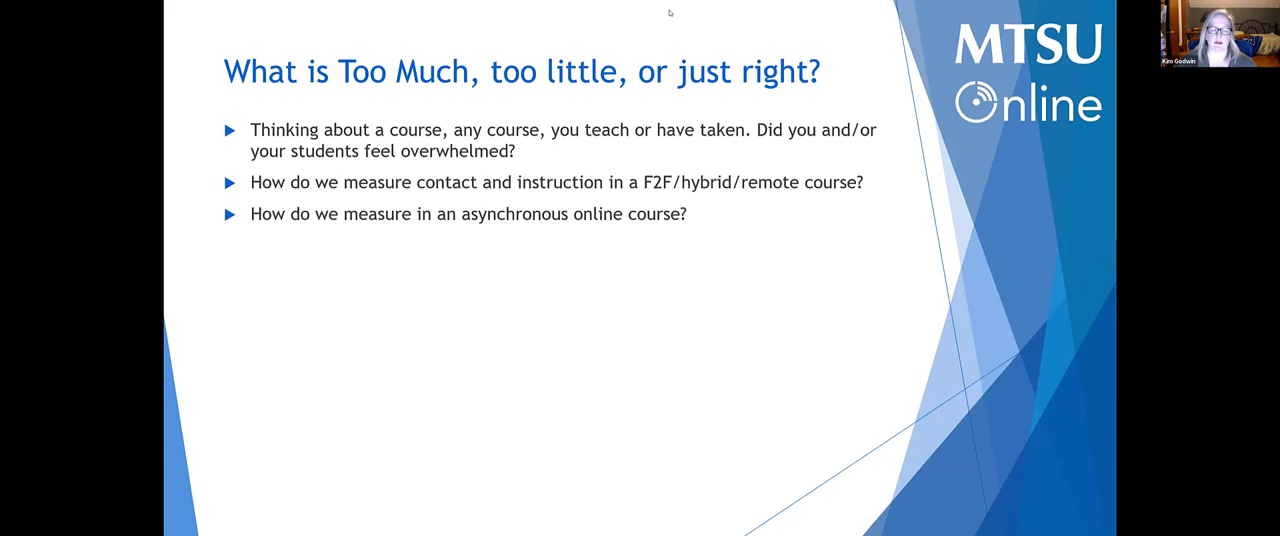 What is Too Much, too little, or just right?
Thinking about a course, any course, you teach or have taken. Did you and/or
your students feel overwhelmed?
How do we measure contact and instruction in a F2F/hybrid/remote course?
How do we measure in an asynchronous online course?
MTSU
Online
Kim Godwin